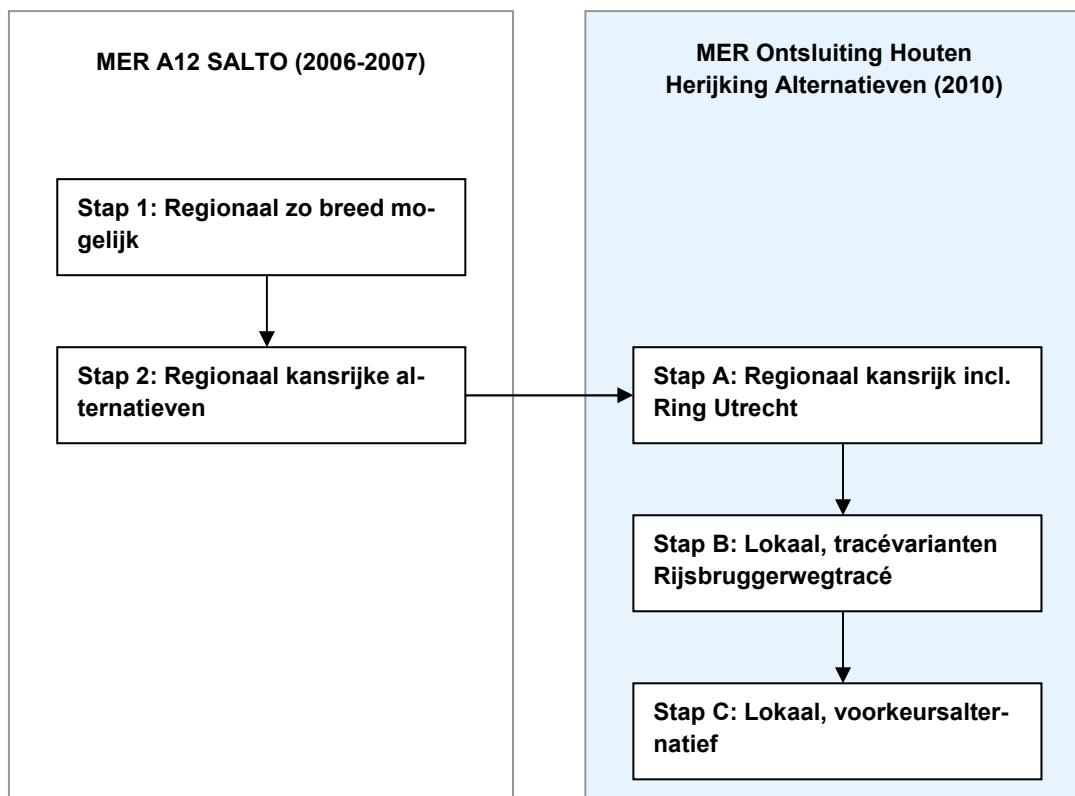 MER A12 SALTO (2006-2007)
Stap 1: Regionaal zo breed mo-
gelijk
Stap 2: Regionaal kansrijke al-
ternatieven
MER Ontsluiting Houten
Herijking Alternatieven (2010)
Stap A: Regionaal kansrijk incl.
Ring Utrecht
Stap B: Lokaal, tracévarianten
Rijsbruggerwegtracé
Stap C: Lokaal, voorkeursalter-
natief